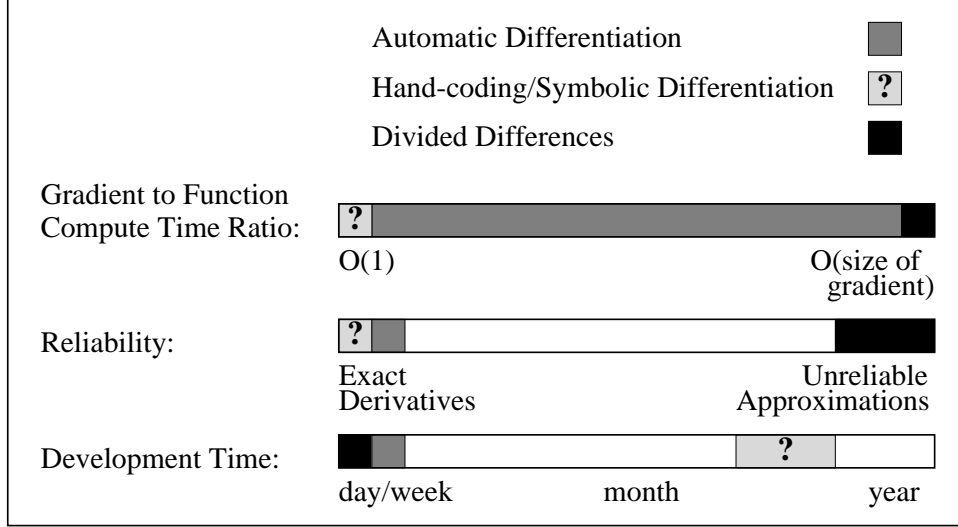 Automatic Differentiation
Hand-coding/Symbolic Differentiation ?
Divided Differences
Gradient to Function
Compute Time Ratio: ?
O(1) O(size of
gradient)
Reliability: ?
Exact Unreliable
Derivatives Approximations
Development Time: ?
day/week month year